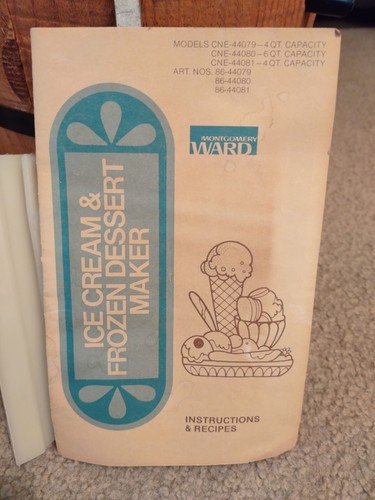 MODELS CNE-44079-4 QT. CAPACITY
CNE-44080-6 QT. CAPACITY
CNE-44081-4 QT. CAPACITY
ART. NOS. 86-44079
86-44080
86-44081
MONTGOMERY
WARD
ICE CREAM &
FROZEN DESSERT
MAKER
INSTRUCTIONS
& RECIPES